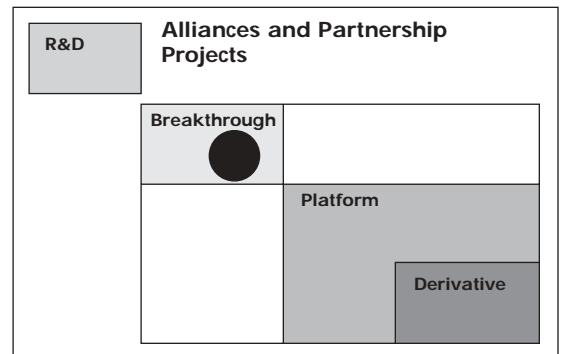 R&D
Alliances and Partnership
Projects
Breakthrough
Platform
Derivative